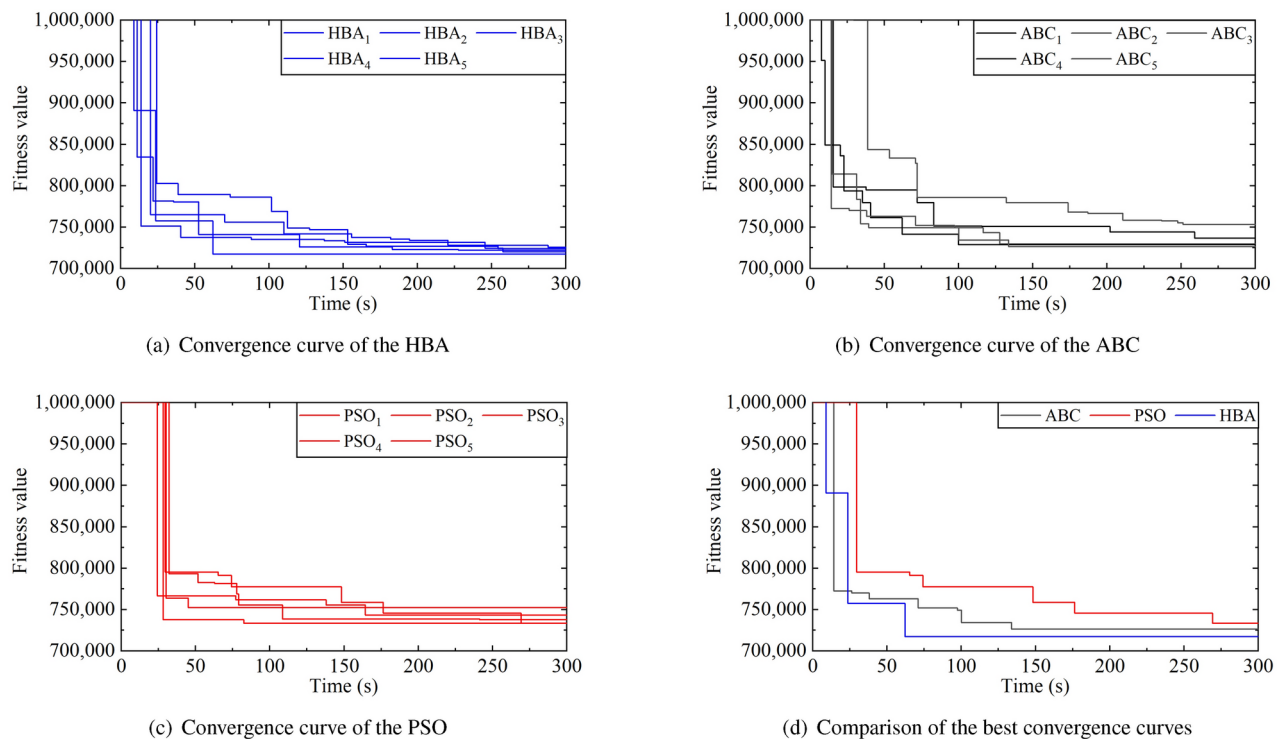 1,000,000
950,000
900,000
850,000
800,000
750,000
700,000
Fitness value
HBA₁ HBA₂ HBA₃
HBA₄ HBA₅
0 50 100 150 200 250 300
Time (s)
(a) Convergence curve of the HBA
1,000,000
950,000
900,000
850,000
800,000
750,000
700,000
Fitness value
ABC₁ ABC₂ ABC₃
ABC₄ ABC₅
0 50 100 150 200 250 300
Time (s)
(b) Convergence curve of the ABC
1,000,000
950,000
900,000
850,000
800,000
750,000
700,000
Fitness value
PSO₁ PSO₂ PSO₃
PSO₄ PSO₅
0 50 100 150 200 250 300
Time (s)
(c) Convergence curve of the PSO
1,000,000
950,000
900,000
850,000
800,000
750,000
700,000
Fitness value
ABC PSO HBA
0 50 100 150 200 250 300
Time (s)
(d) Comparison of the best convergence curves